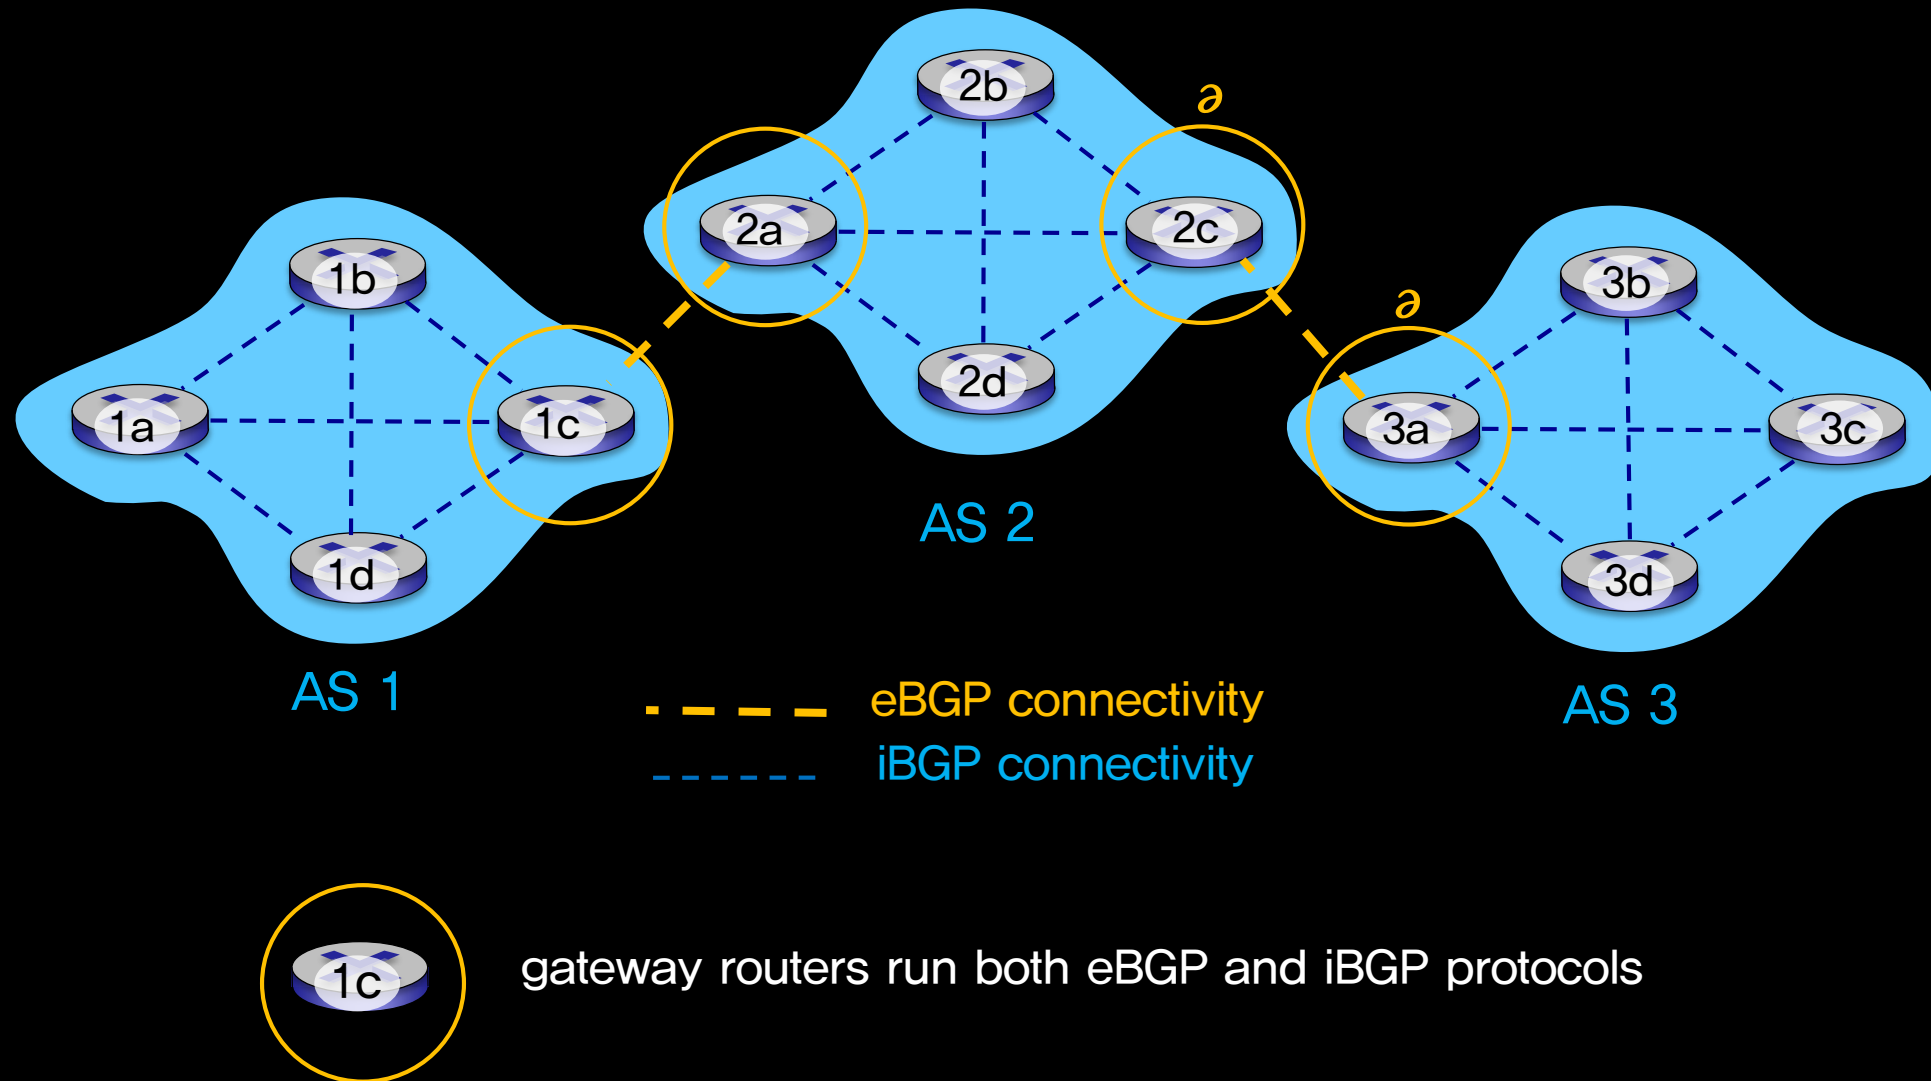 2b
∂
2a
2c
1b
3b
∂
2d
1a
1c
3a
3c
AS 2
1d
3d
AS 1
eBGP connectivity
AS 3
iBGP connectivity
1c
gateway routers run both eBGP and iBGP protocols